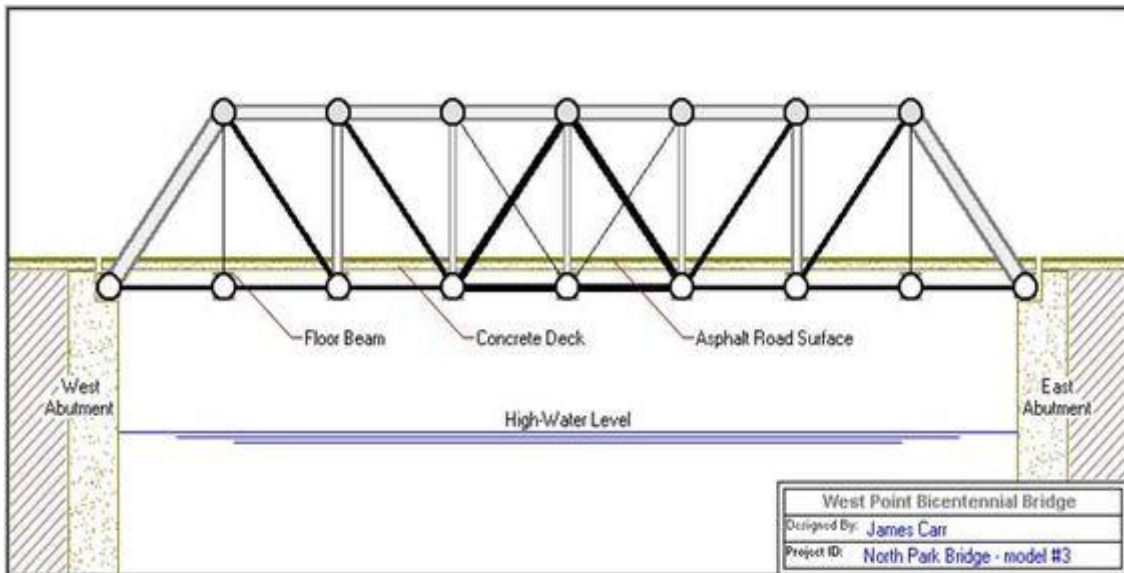 Floor Beam
Concrete Deck
Asphalt Road Surface
West
Abutment
East
Abutment
High-Water Level
West Point Bicentennial Bridge
Designed By: James Carr
Project ID: North Park Bridge - model #3